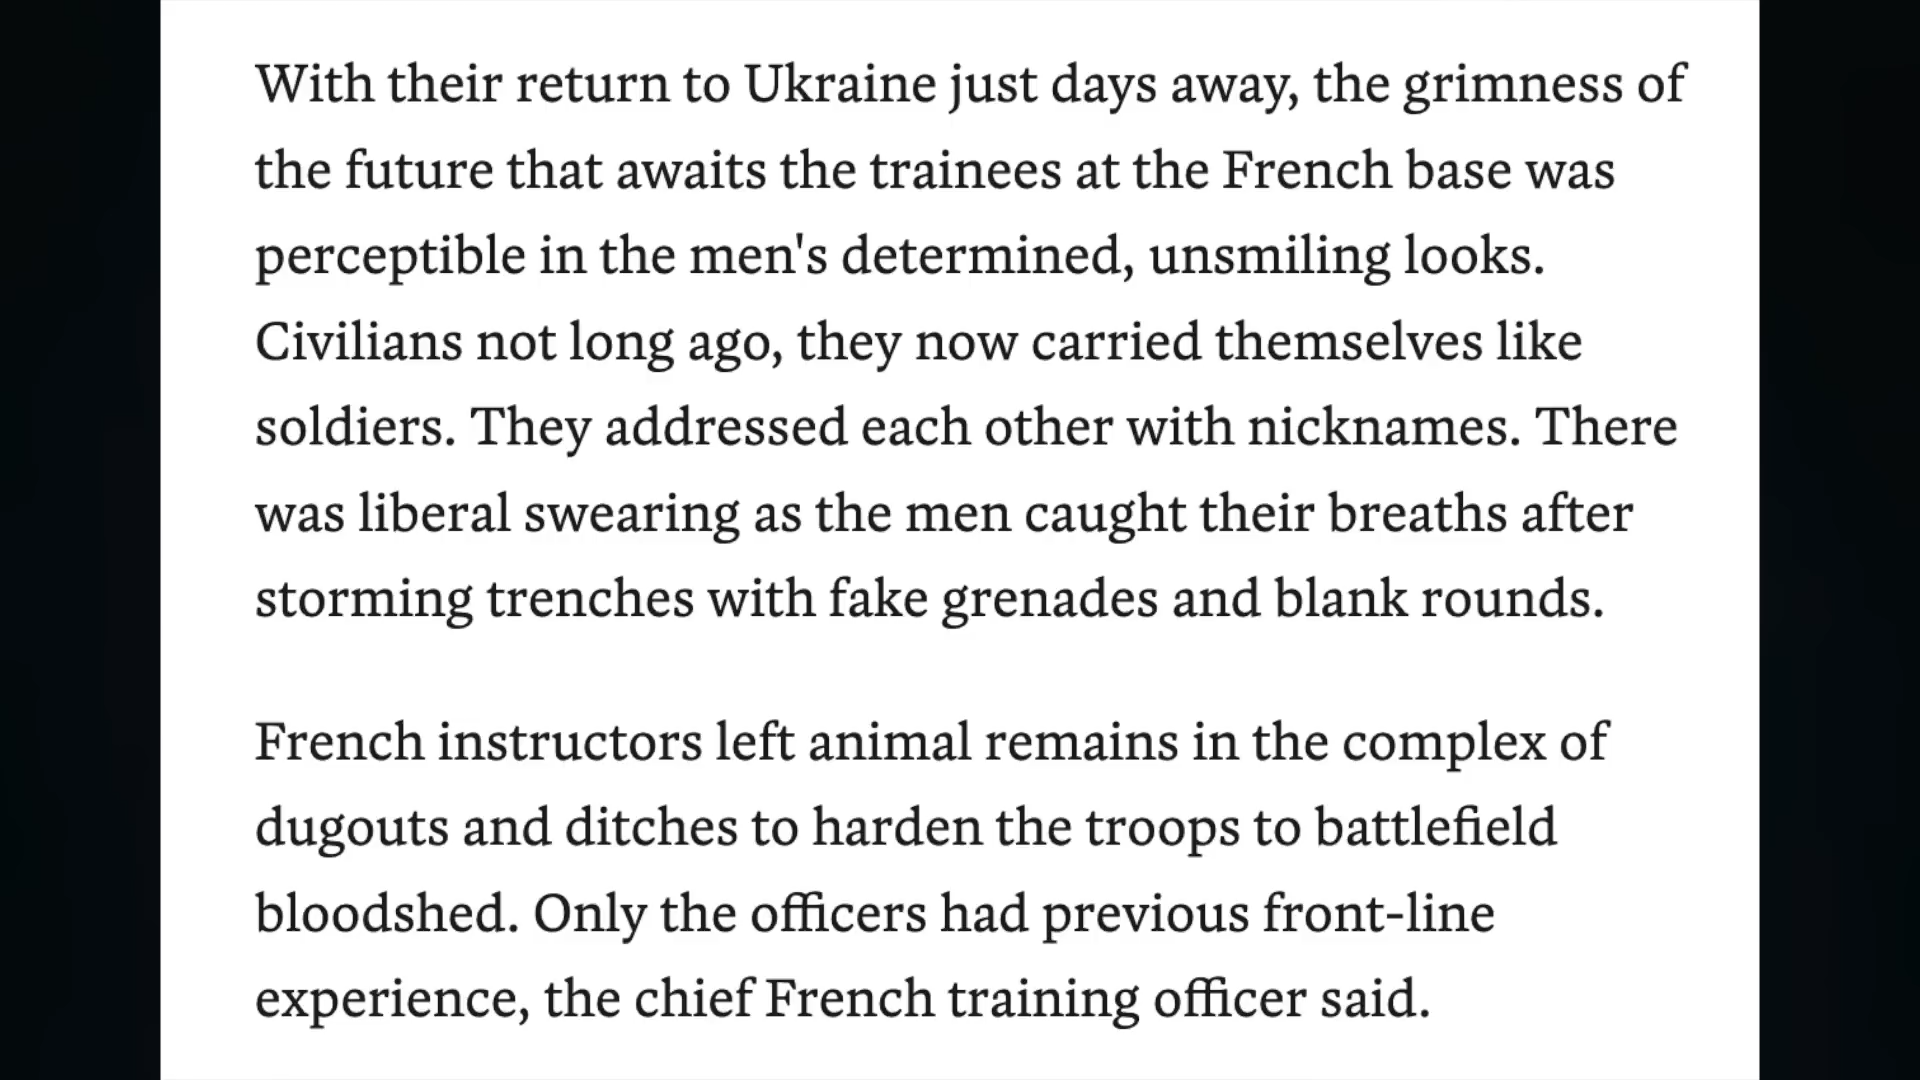 With their return to Ukraine just days away, the grimness of
the future that awaits the trainees at the French base was
perceptible in the men's determined, unsmiling looks.
Civilians not long ago, they now carried themselves like
soldiers. They addressed each other with nicknames. There
was liberal swearing as the men caught their breaths after
storming trenches with fake grenades and blank rounds.
French instructors left animal remains in the complex of
dugouts and ditches to harden the troops to battlefield
bloodshed. Only the officers had previous front-line
experience, the chief French training officer said.